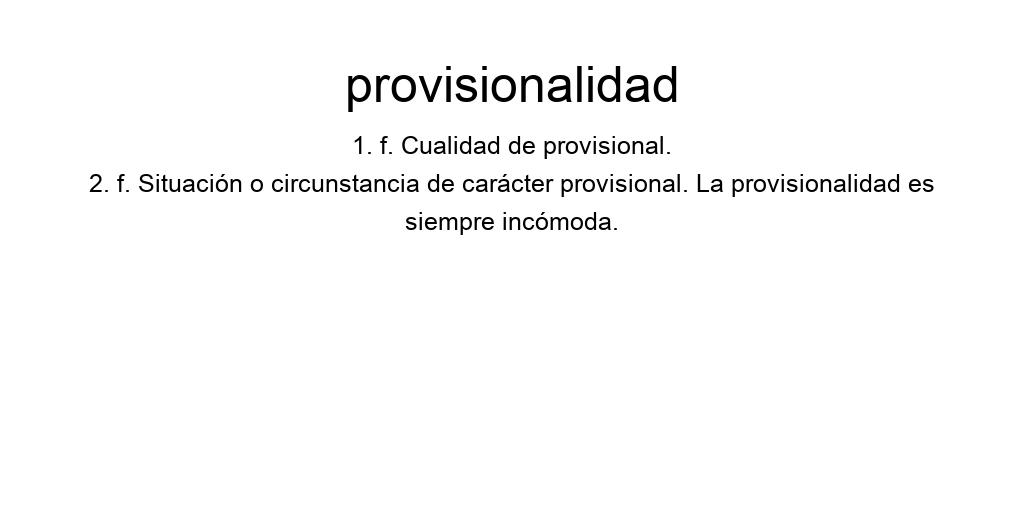 provisionalidad
1. f. Cualidad de provisional.
2. f. Situación o circunstancia de carácter provisional. La provisionalidad es
siempre incómoda.